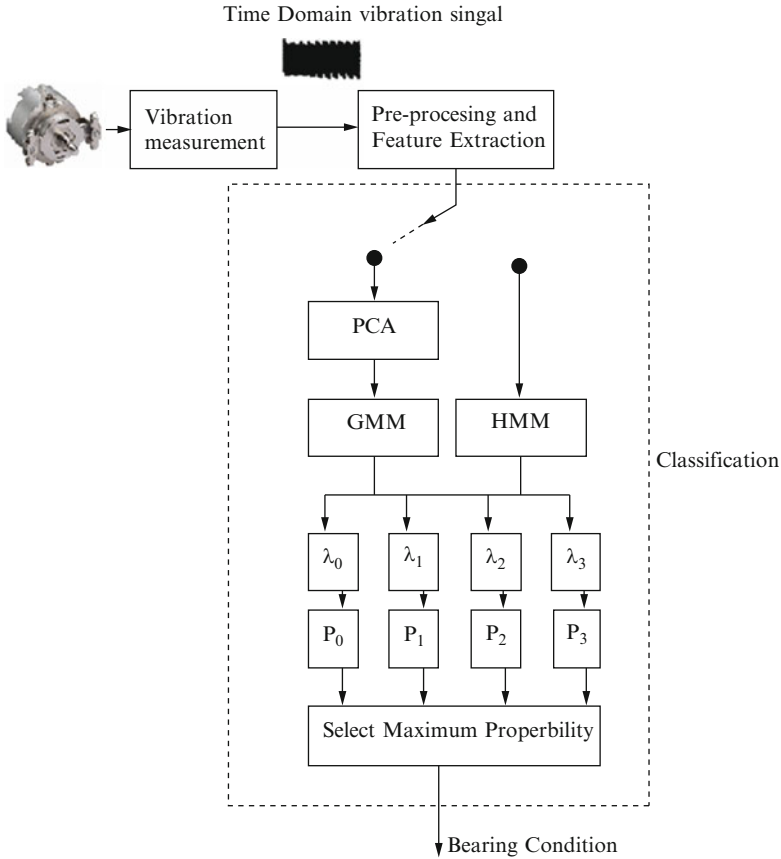 Time Domain vibration singal
Vibration
measurement
Pre-procesing and
Feature Extraction
PCA
GMM
HMM
Classification
λ0
λ1
λ2
λ3
P0
P1
P2
P3
Select Maximum Properbility
Bearing Condition